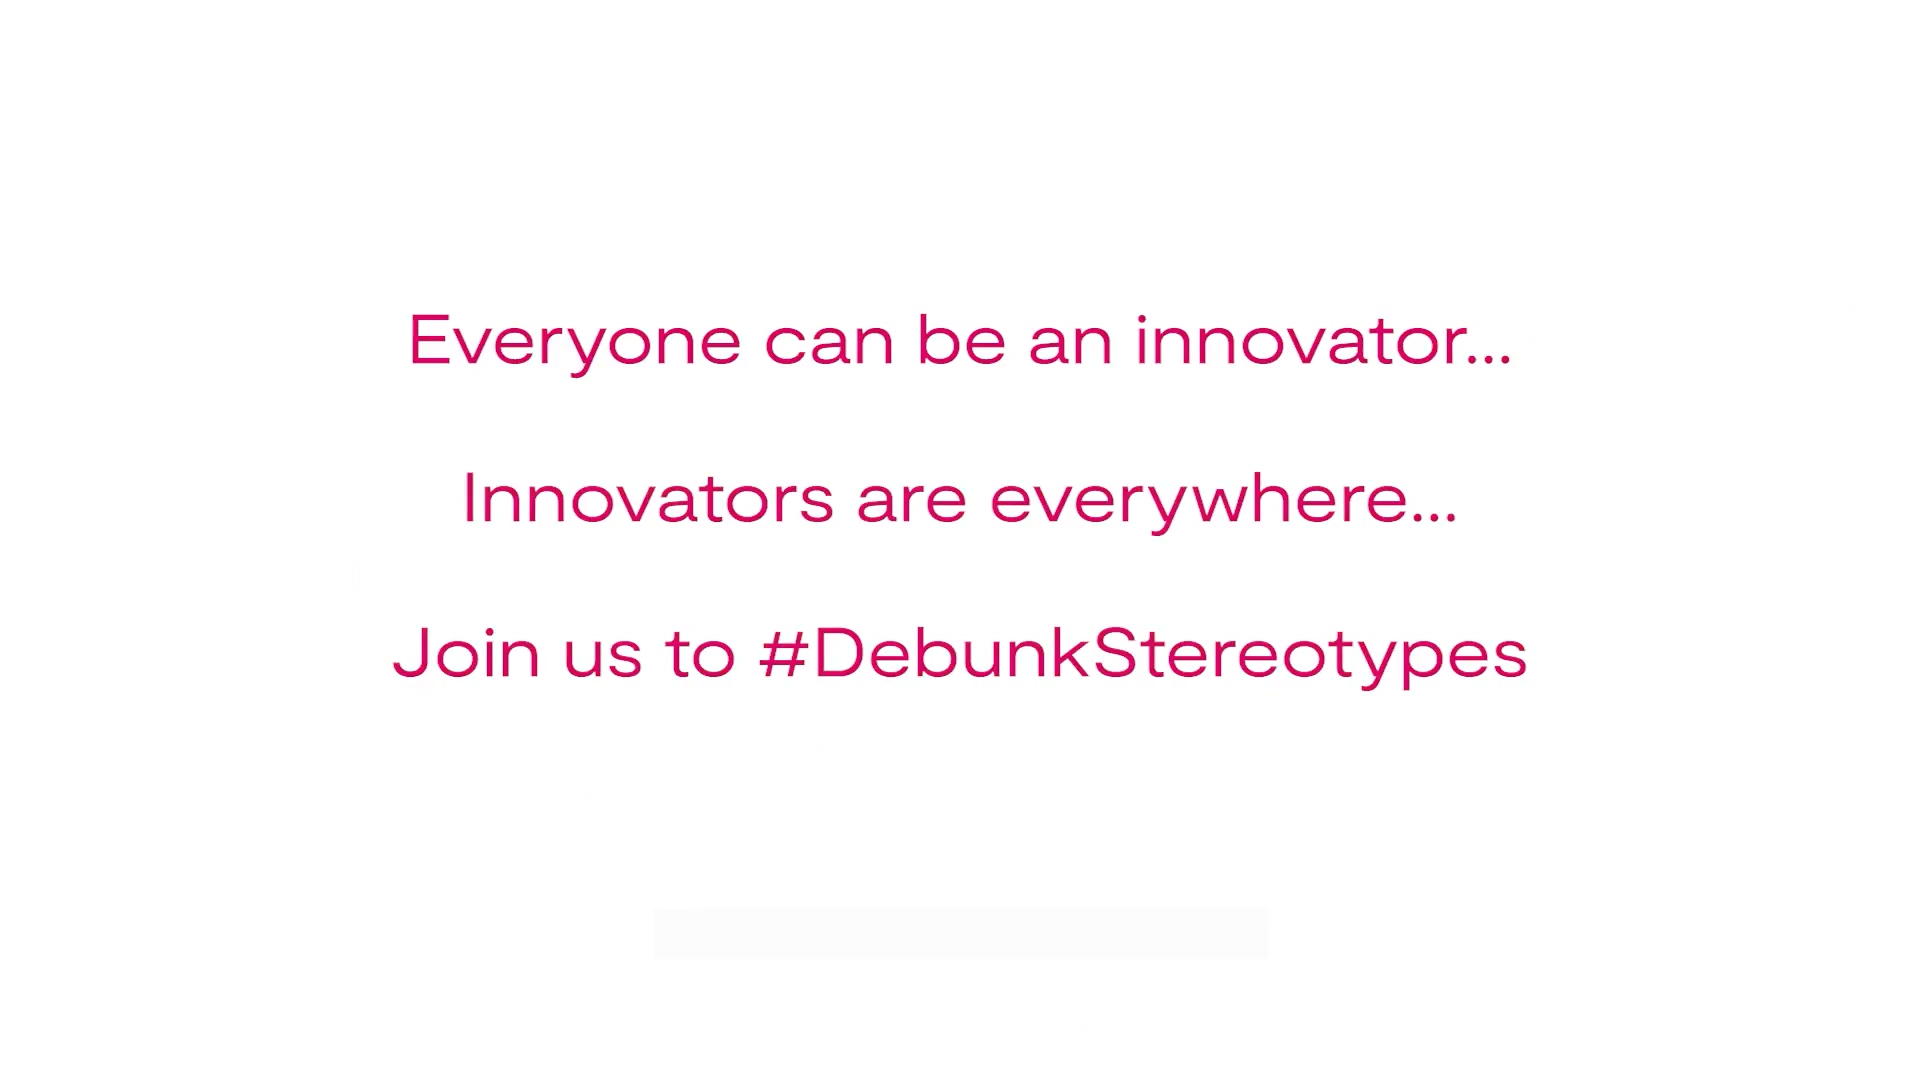 Everyone can be an innovator...
Innovators are everywhere...
Join us to #DebunkStereotypes